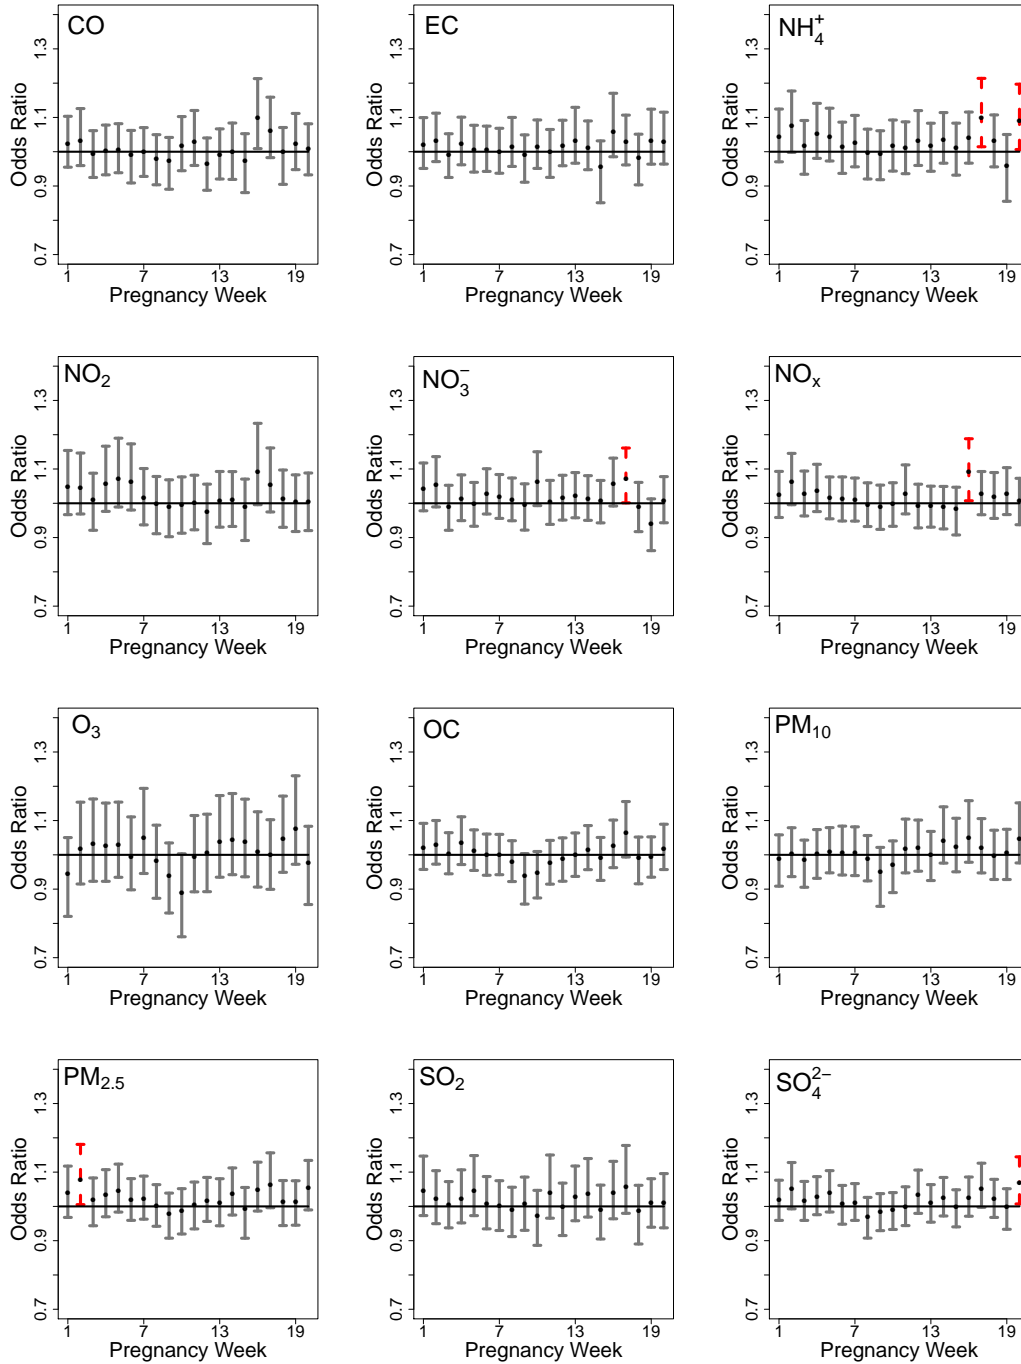 CO
Odds Ratio
0.7 0.9 1.1 1.3
1 7 13 19
Pregnancy Week
EC
Odds Ratio
0.7 0.9 1.1 1.3
1 7 13 19
Pregnancy Week
NH₄⁺
Odds Ratio
0.7 0.9 1.1 1.3
1 7 13 19
Pregnancy Week
NO₂
Odds Ratio
0.7 0.9 1.1 1.3
1 7 13 19
Pregnancy Week
NO₃⁻
Odds Ratio
0.7 0.9 1.1 1.3
1 7 13 19
Pregnancy Week
NOₓ
Odds Ratio
0.7 0.9 1.1 1.3
1 7 13 19
Pregnancy Week
O₃
Odds Ratio
0.7 0.9 1.1 1.3
1 7 13 19
Pregnancy Week
OC
Odds Ratio
0.7 0.9 1.1 1.3
1 7 13 19
Pregnancy Week
PM₁₀
Odds Ratio
0.7 0.9 1.1 1.3
1 7 13 19
Pregnancy Week
PM₂.₅
Odds Ratio
0.7 0.9 1.1 1.3
1 7 13 19
Pregnancy Week
SO₂
Odds Ratio
0.7 0.9 1.1 1.3
1 7 13 19
Pregnancy Week
SO₄²⁻
Odds Ratio
0.7 0.9 1.1 1.3
1 7 13 19
Pregnancy Week